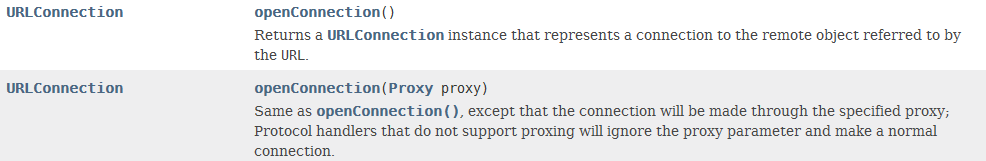 URLConnection openConnection()
Returns a URLConnection instance that represents a connection to the remote object referred to by
the URL.
URLConnection openConnection(Proxy proxy)
Same as openConnection(), except that the connection will be made through the specified proxy;
Protocol handlers that do not support proxing will ignore the proxy parameter and make a normal
connection.